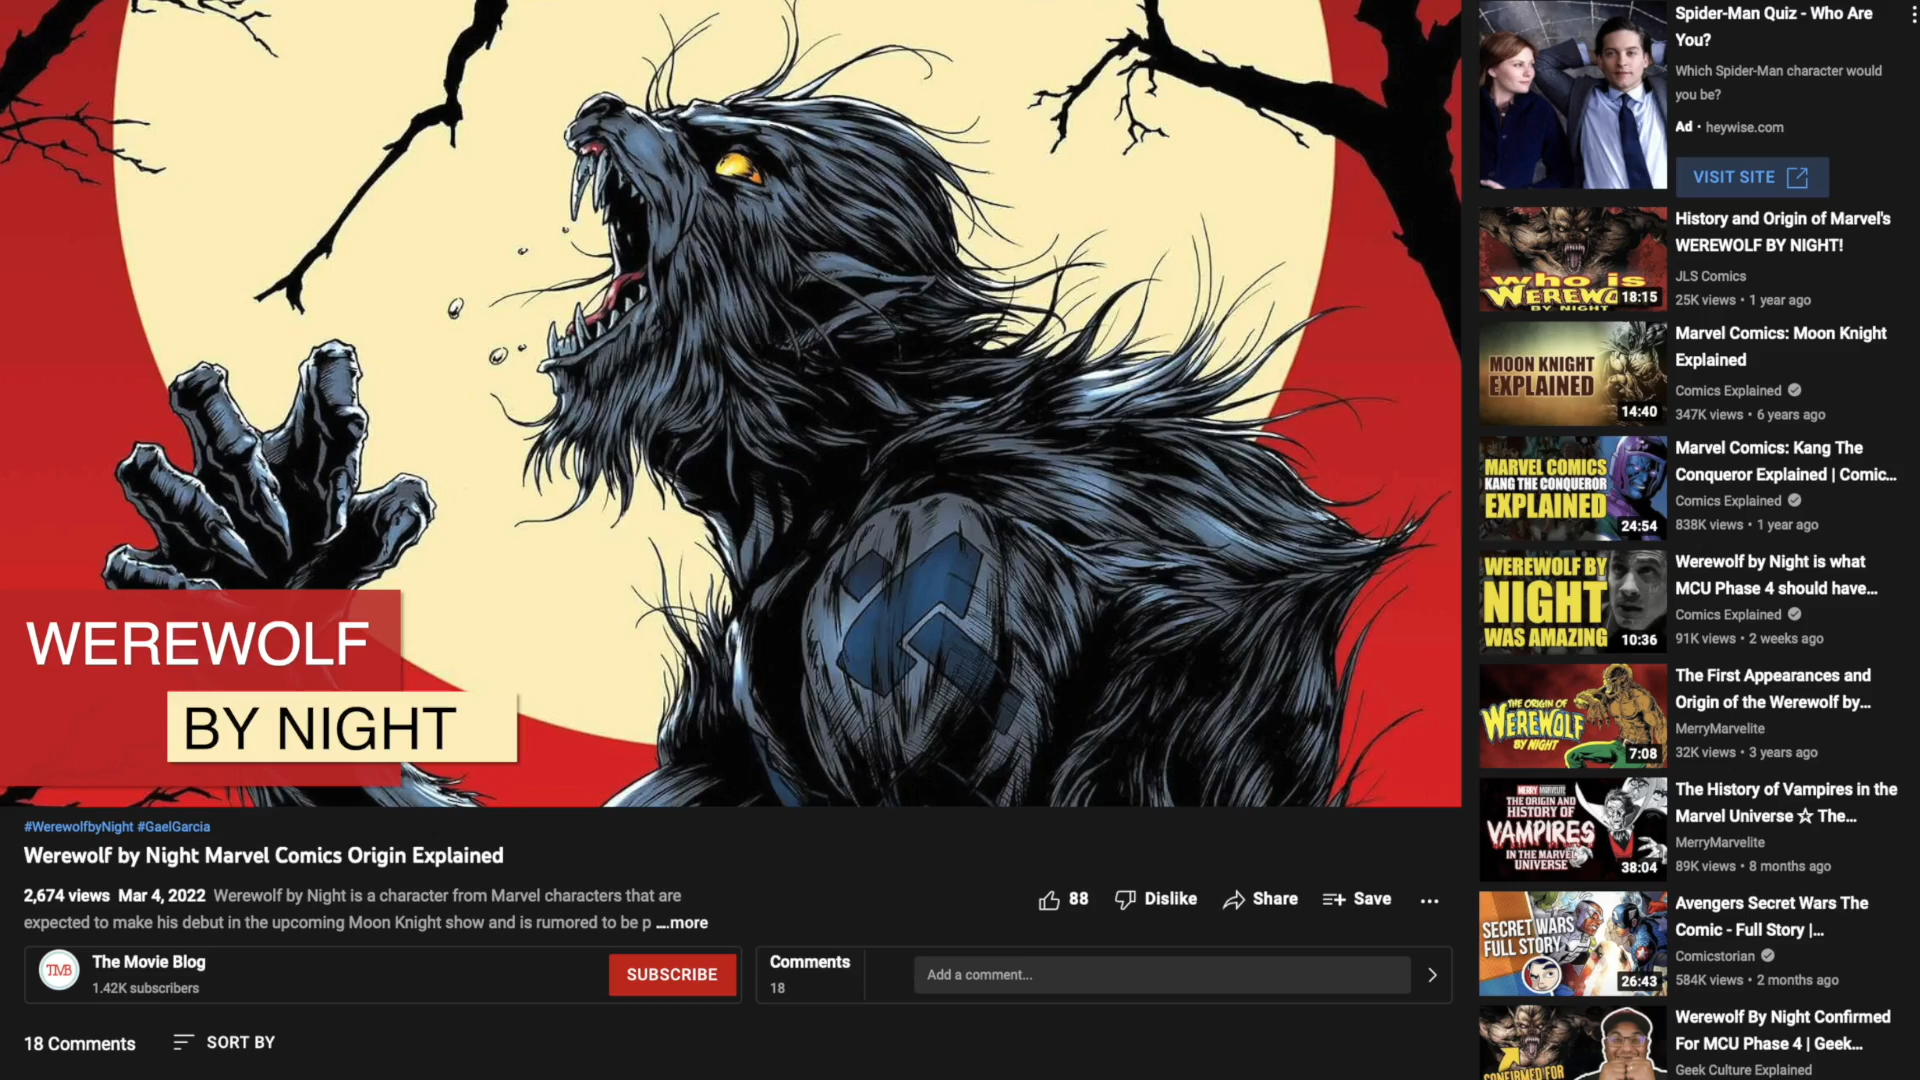 WEREWOLF
BY NIGHT
#WerewolfbyNight #GaelGarcia
Werewolf by Night Marvel Comics Origin Explained
2,674 views Mar 4, 2022 Werewolf by Night is a character from Marvel characters that are
expected to make his debut in the upcoming Moon Knight show and is rumored to be p ....more
88
Dislike
Share
Save
TMB
The Movie Blog
1.42K subscribers
SUBSCRIBE
Comments
18
Add a comment...
18 Comments
SORT BY
Spider-Man Quiz - Who Are
You?
Which Spider-Man character would
you be?
Ad • heywise.com
VISIT SITE
who is
WEREWO
BY NIGHT
18:15
History and Origin of Marvel's
WEREWOLF BY NIGHT!
JLS Comics
25K views • 1 year ago
MOON KNIGHT
EXPLAINED
14:40
Marvel Comics: Moon Knight
Explained
Comics Explained
347K views • 6 years ago
MARVEL COMICS
KANG THE CONQUEROR
EXPLAINED
24:54
Marvel Comics: Kang The
Conqueror Explained | Comic...
Comics Explained
838K views • 1 year ago
WEREWOLF BY
NIGHT
WAS AMAZING
10:36
Werewolf by Night is what
MCU Phase 4 should have...
Comics Explained
91K views • 2 weeks ago
THE ORIGIN OF
WEREWOLF
BY NIGHT
7:08
The First Appearances and
Origin of the Werewolf by...
MerryMarvelite
32K views • 3 years ago
MERRY MARVELITE
THE ORIGIN AND
HISTORY OF
VAMPIRES
IN THE MARVEL
UNIVERSE
38:04
The History of Vampires in the
Marvel Universe ☆ The...
MerryMarvelite
89K views • 8 months ago
SECRET WARS
FULL STORY
26:43
Avengers Secret Wars The
Comic - Full Story |...
Comicstorian
584K views • 2 months ago
CONFIRMED FOR
Werewolf By Night Confirmed
For MCU Phase 4 | Geek...
Geek Culture Explained